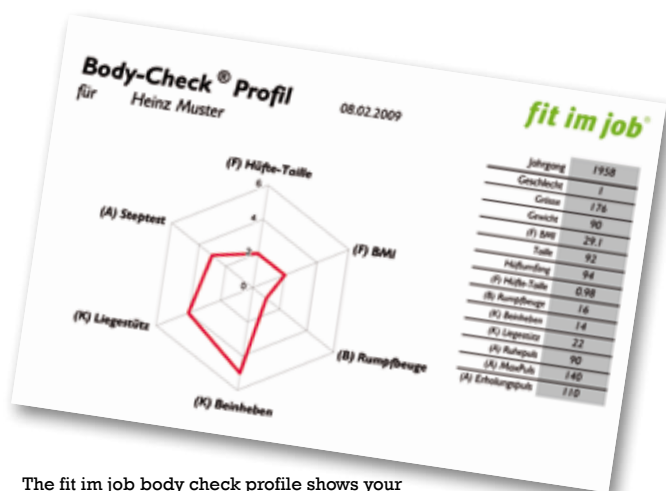 Body-Check ® Profil
für Heinz Muster
08.02.2009
fit im job®
(F) Hüfte-Taille
(F) BMI
(B) Rumpfbeuge
(K) Beinheben
(K) Liegestütz
(A) Steptest
6
4
2
0
Jahrgang 1958
Geschlecht 1
Grösse 176
Gewicht 90
(F) BMI 29.1
Taille 92
Hüftumfang 94
(F) Hüfte-Taille 0.98
(B) Rumpfbeuge 16
(K) Beinheben 14
(K) Liegestütz 22
(A) Ruhepuls 90
(A) MaxPuls 140
(A) Erholungspuls 110
The fit im job body check profile shows your